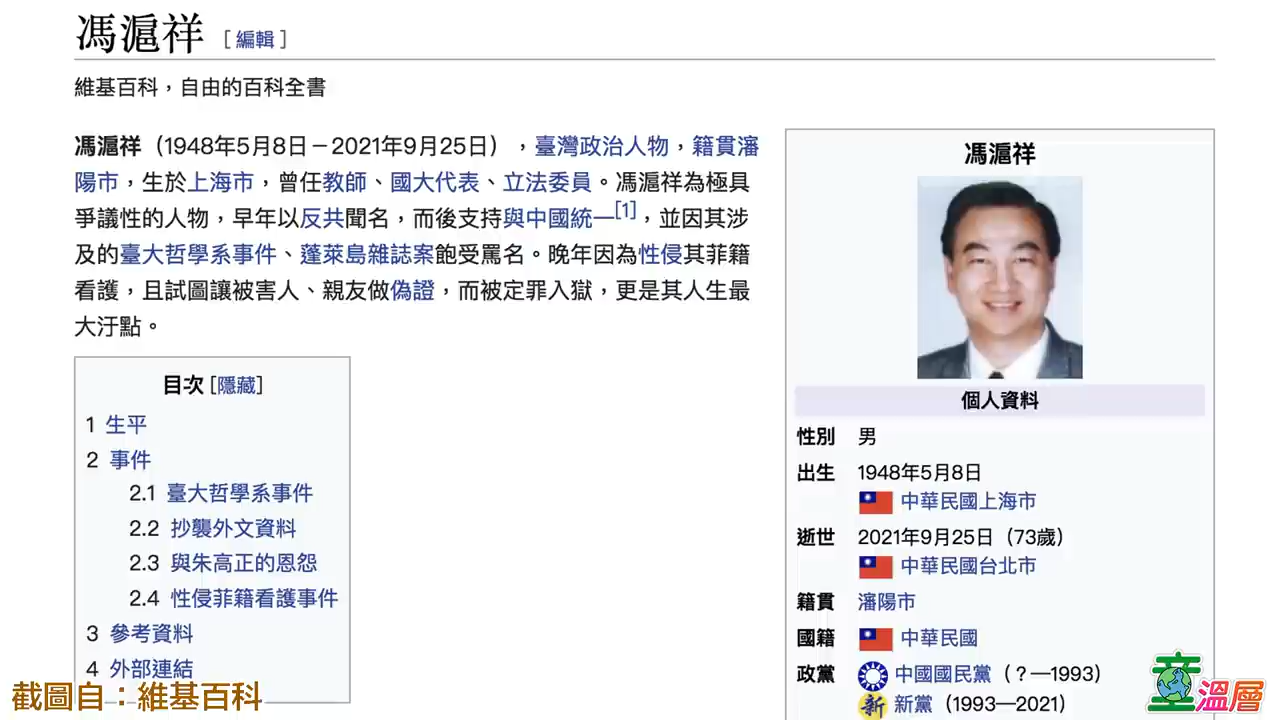 馮滬祥 [ 編輯 ]
維基百科，自由的百科全書
馮滬祥（1948年5月8日－2021年9月25日），臺灣政治人物，籍貫瀋
陽市，生於上海市，曾任教師、國大代表、立法委員。馮滬祥為極具
爭議性的人物，早年以反共聞名，而後支持與中國統一[1]，並因其涉
及的臺大哲學系事件、蓬萊島雜誌案飽受罵名。晚年因為性侵其菲籍
看護，且試圖讓被害人、親友做偽證，而被定罪入獄，更是其人生最
大汙點。
目次 [隱藏]
1 生平
2 事件
2.1 臺大哲學系事件
2.2 抄襲外文資料
2.3 與朱高正的恩怨
2.4 性侵菲籍看護事件
3 參考資料
4 外部連結
馮滬祥
個人資料
性別 男
出生 1948年5月8日
中華民國上海市
逝世 2021年9月25日（73歲）
中華民國台北市
籍貫 瀋陽市
國籍 中華民國
政黨 中國國民黨（？—1993）
新 新黨（1993—2021）
截圖自：維基百科
童溫層